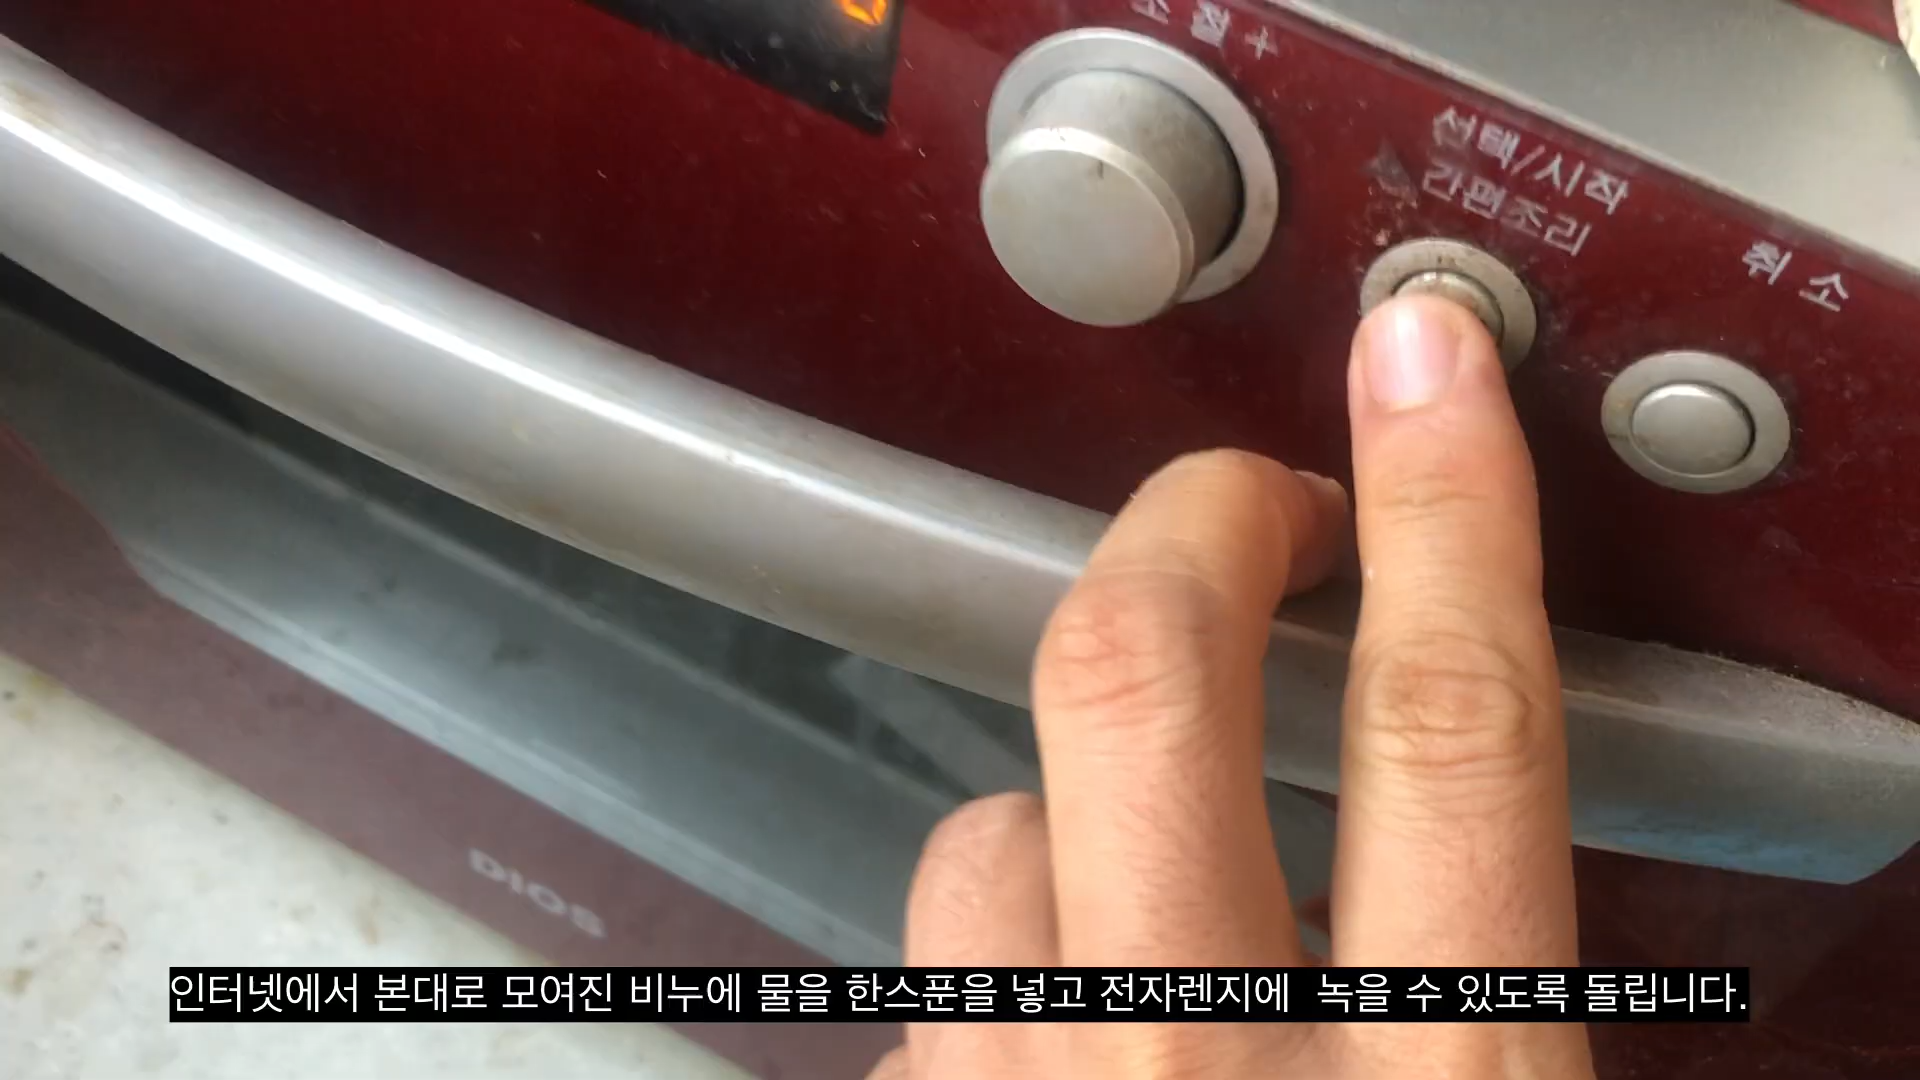 조절+
선택/시작
간편조리
취소
DIOS
인터넷에서 본대로 모여진 비누에 물을 한스푼을 넣고 전자렌지에 녹을 수 있도록 돌립니다.